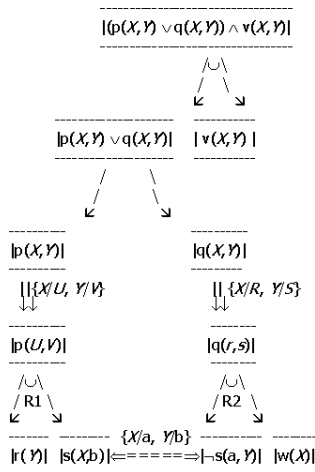 |(p(X,Y) ∨q(X,Y)) ∧ v(X,Y)|
|p(X,Y) ∨q(X,Y)| | v(X,Y) |
|p(X,Y)| |q(X,Y)|
{X/U, Y/V} {X/R, Y/S}
|p(U,V)| |q(r,s)|
R1 R2
{X/a, Y/b}
|r(Y)| |s(X,b)|⇐=====⇒|¬s(a,Y)| |w(X)|